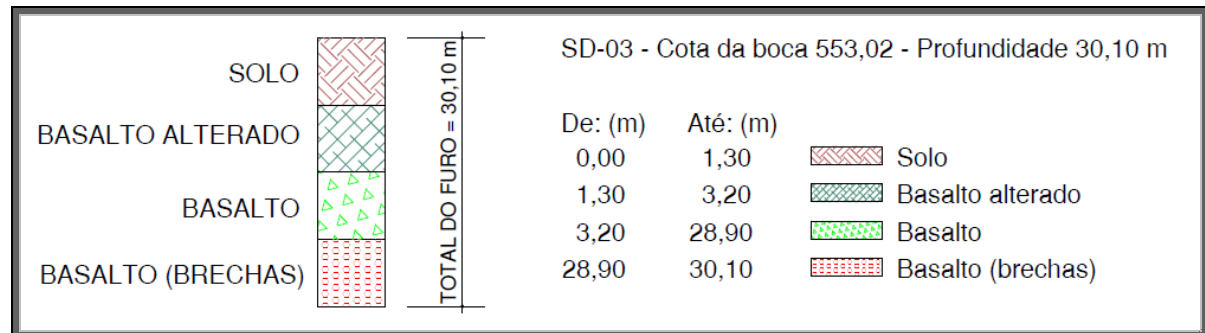 SOLO
BASALTO ALTERADO
BASALTO
BASALTO (BRECHAS)
TOTAL DO FURO = 30,10 m
SD-03 - Cota da boca 553,02 - Profundidade 30,10 m
De: (m) Até: (m)
0,00 1,30 Solo
1,30 3,20 Basalto alterado
3,20 28,90 Basalto
28,90 30,10 Basalto (brechas)